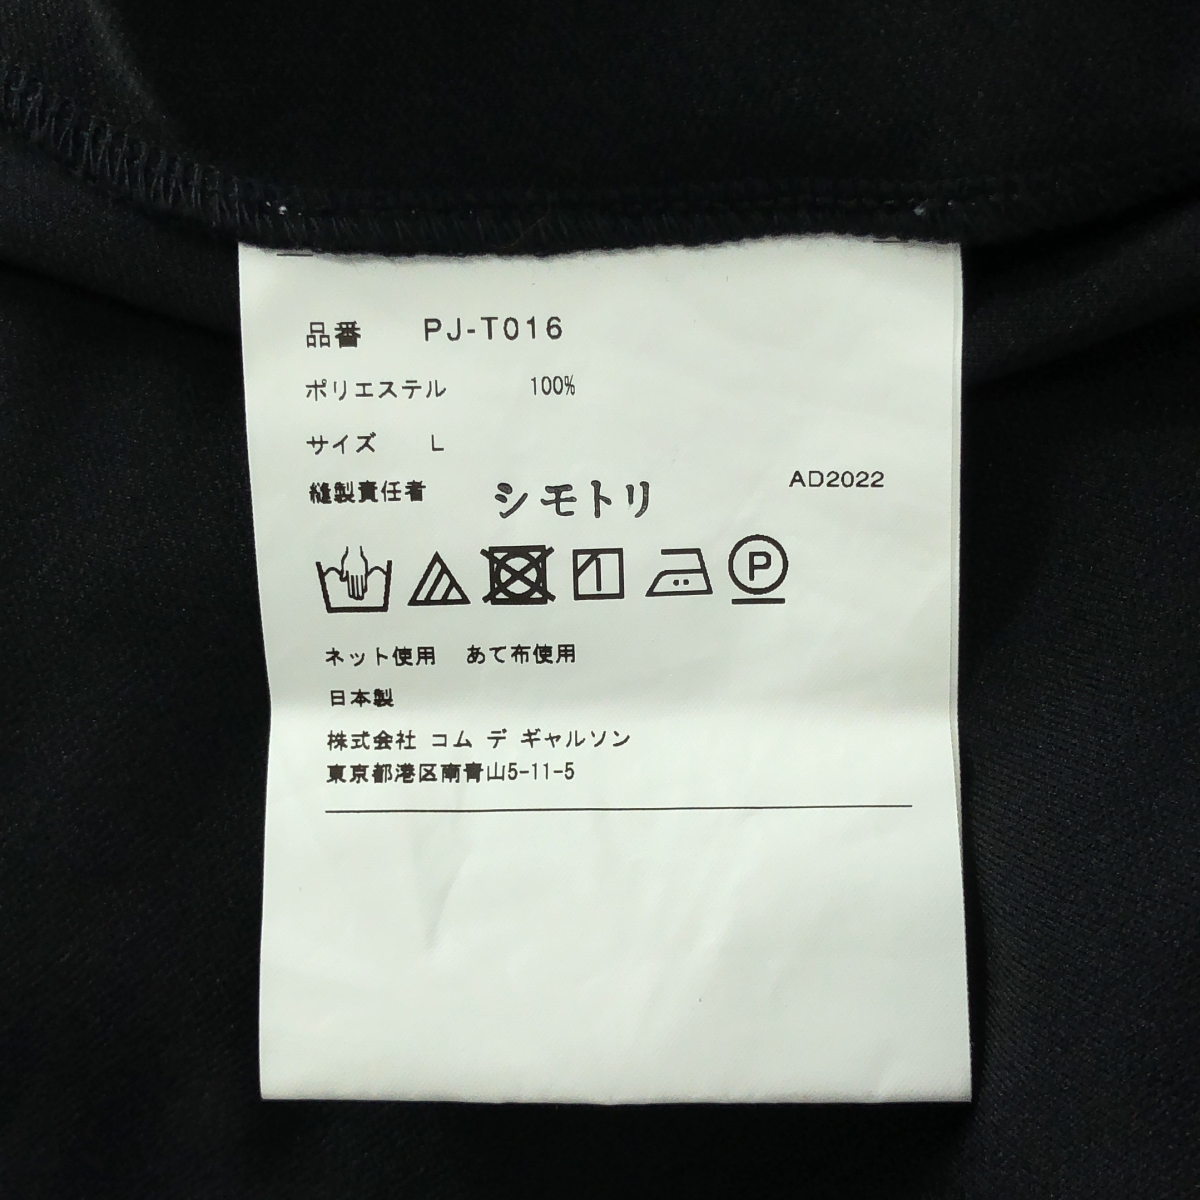 品番 PJ-T016
ポリエステル 100%
サイズ L
縫製責任者 シモトリ AD2022
P
ネット使用 あて布使用
日本製
株式会社 コム デ ギャルソン
東京都港区南青山5-11-5